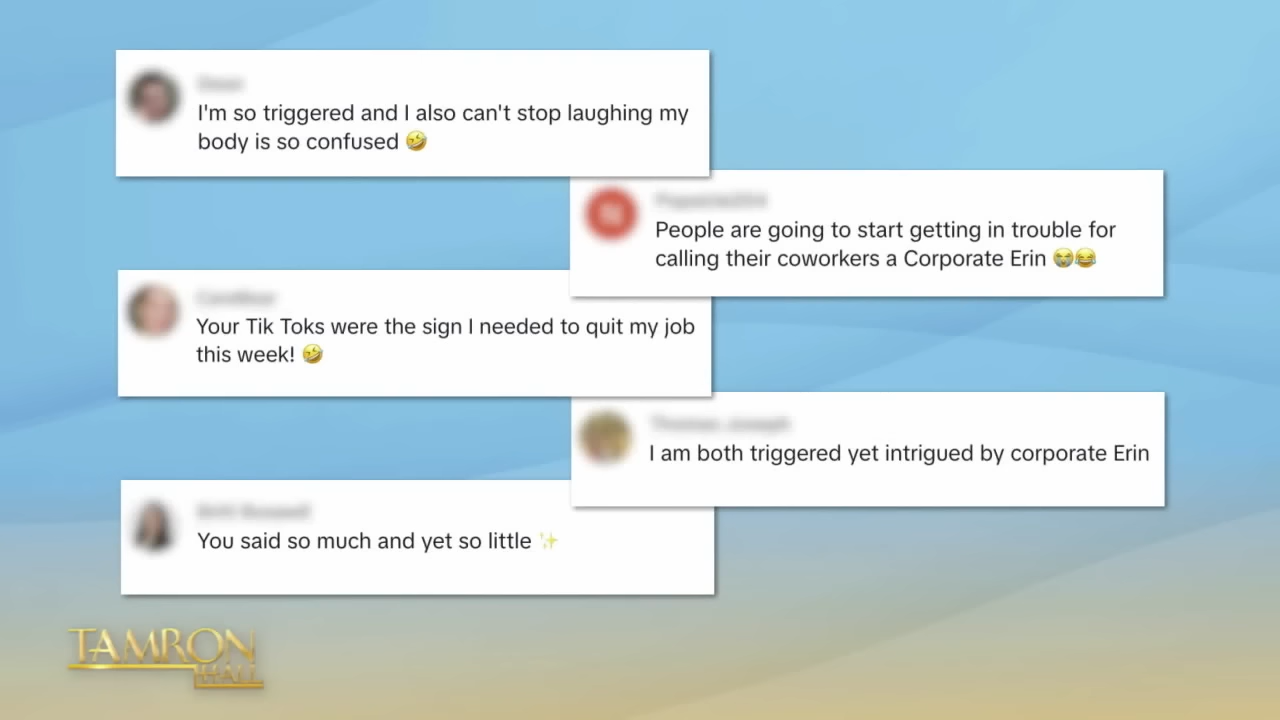 I'm so triggered and I also can't stop laughing my
body is so confused 🤣
People are going to start getting in trouble for
calling their coworkers a Corporate Erin 😭😂
Your Tik Toks were the sign I needed to quit my job
this week! 🤣
I am both triggered yet intrigued by corporate Erin
You said so much and yet so little ✨
TAMRON
HALL